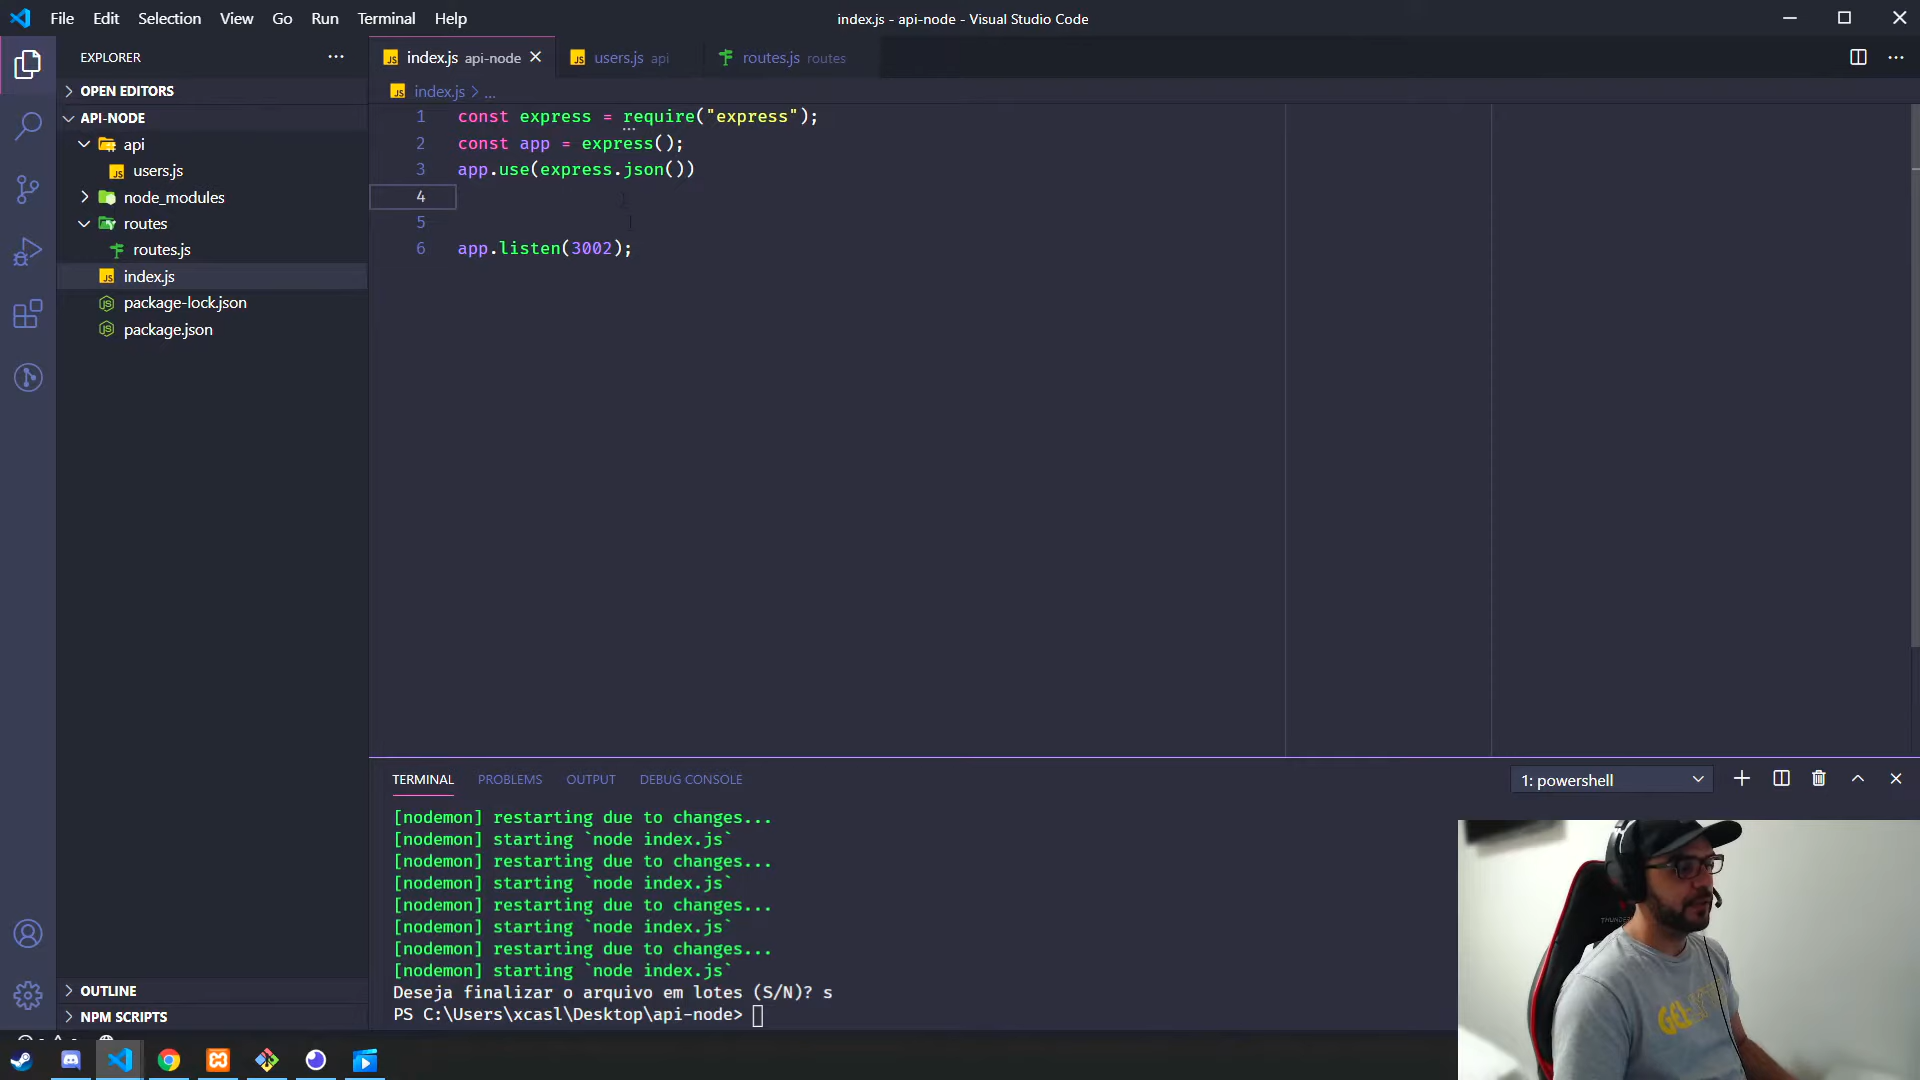 File Edit Selection View Go Run Terminal Help
index.js - api-node - Visual Studio Code
EXPLORER
OPEN EDITORS
API-NODE
api
users.js
node_modules
routes
routes.js
index.js
package-lock.json
package.json
OUTLINE
NPM SCRIPTS
index.js api-node
users.js api
routes.js routes
index.js > ...
1 const express = require("express");
2 const app = express();
3 app.use(express.json())
4
5
6 app.listen(3002);
TERMINAL PROBLEMS OUTPUT DEBUG CONSOLE
1: powershell
[nodemon] restarting due to changes...
[nodemon] starting `node index.js`
[nodemon] restarting due to changes...
[nodemon] starting `node index.js`
[nodemon] restarting due to changes...
[nodemon] starting `node index.js`
[nodemon] restarting due to changes...
[nodemon] starting `node index.js`
Deseja finalizar o arquivo em lotes (S/N)? s
PS C:\Users\xcasl\Desktop\api-node>